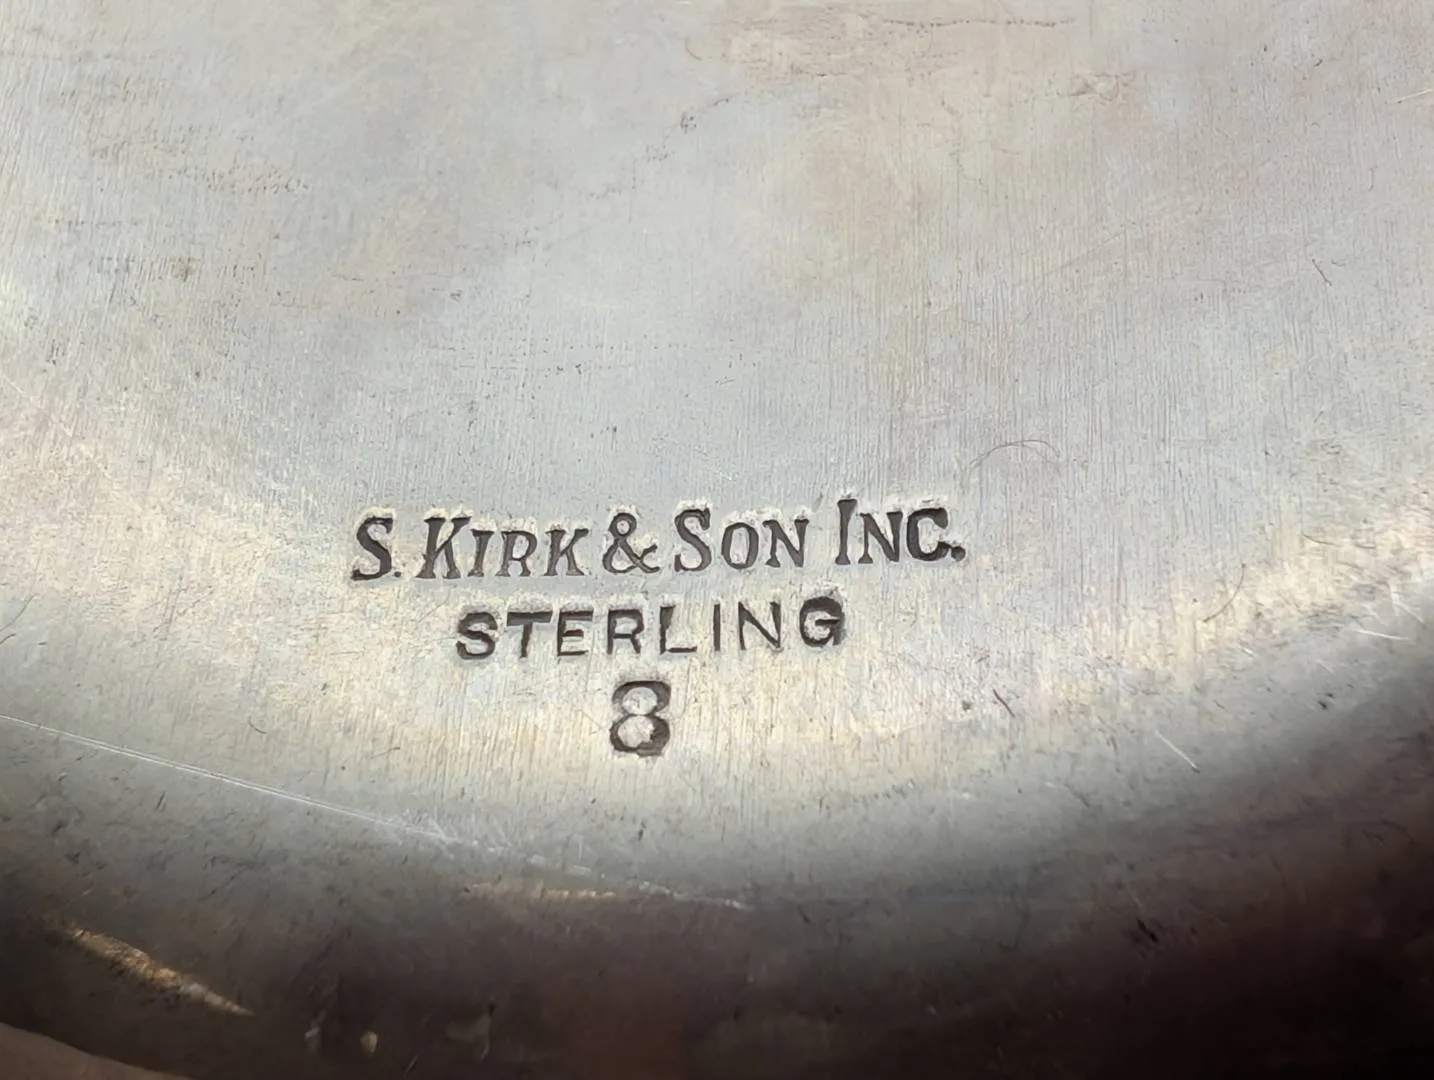 S. KIRK & SON INC.
STERLING
8